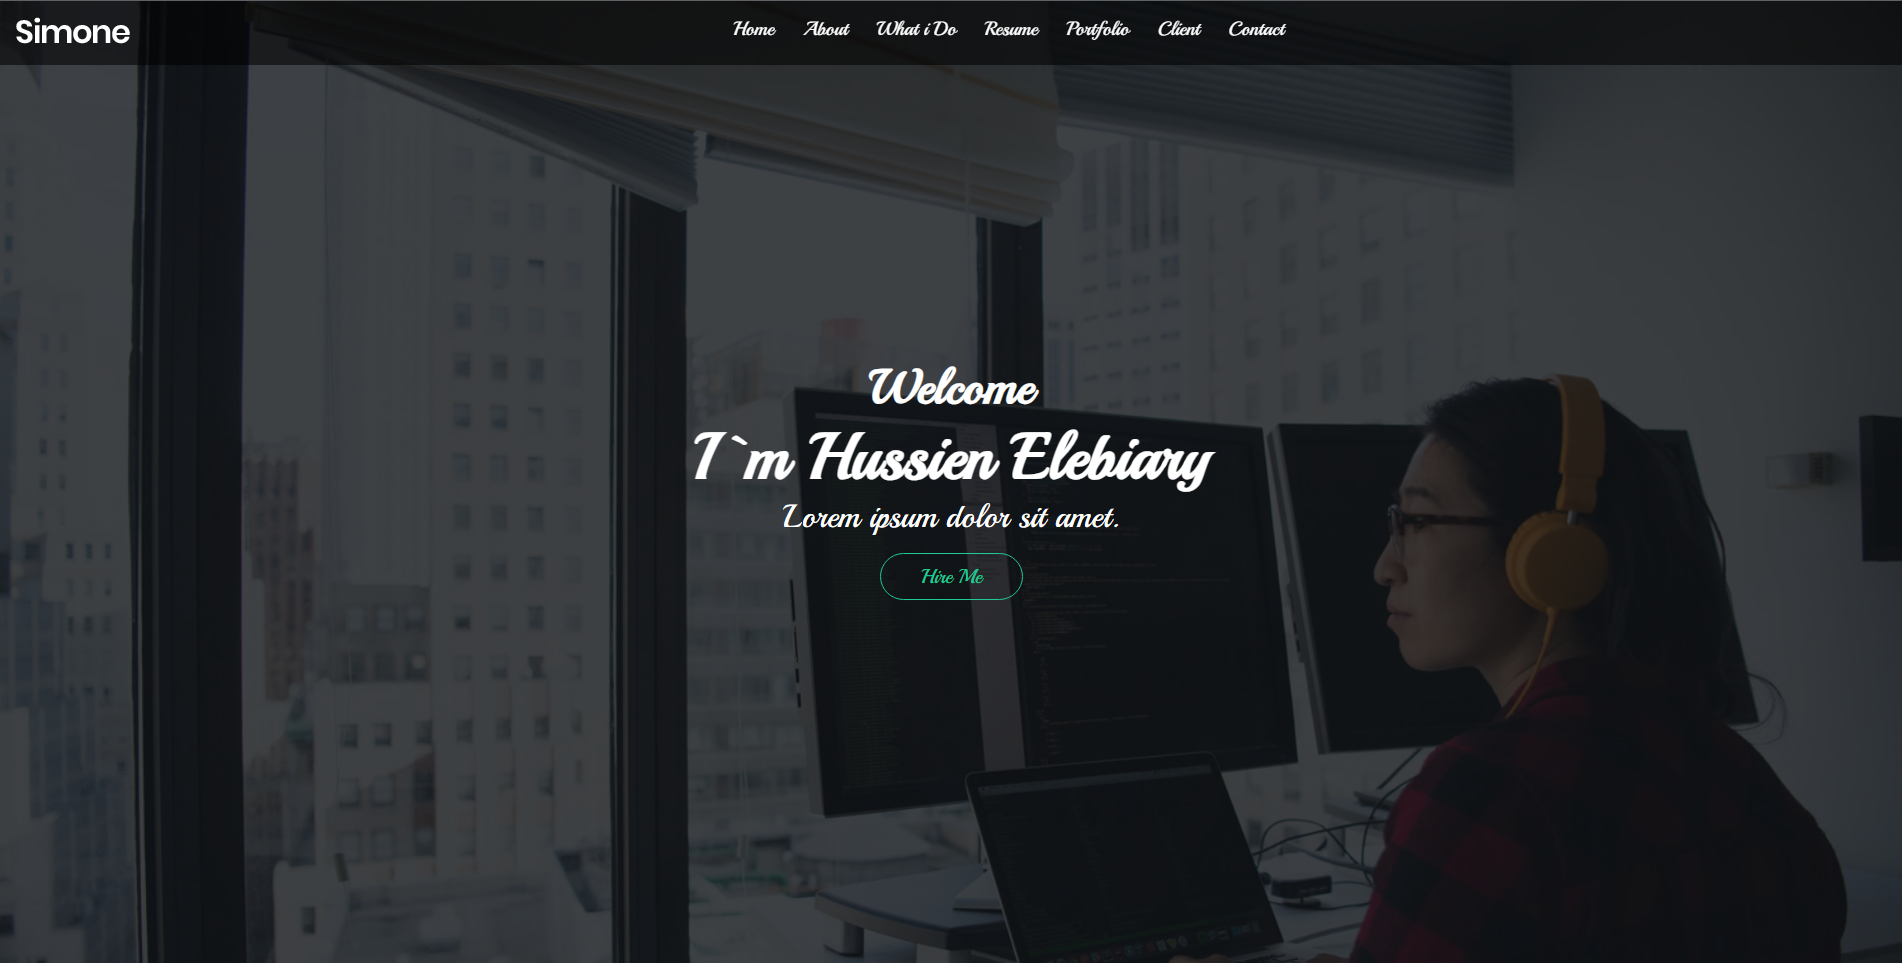 Simone
Home About What i Do Resume Portfolio Client Contact
Welcome
I`m Hussien Elebiary
Lorem ipsum dolor sit amet.
Hire Me